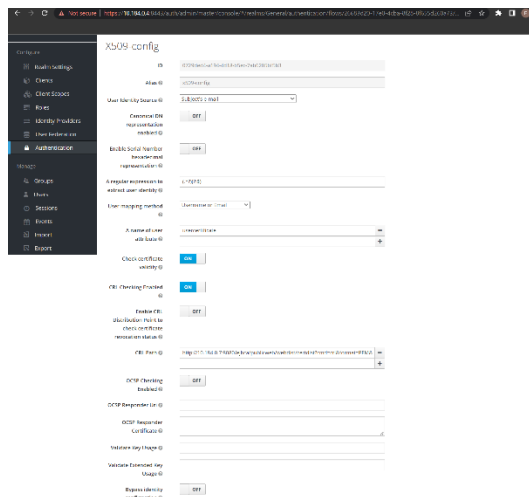 Not secure
X509 config
Configure
Realm Settings
Clients
Client Scopes
Roles
Identity Providers
User Federation
Authentication
Manage
Groups
Users
Sessions
Events
Import
Export
ID
Alias
User Identity Source
Subject's e-mail
Canonical DN
representation
enabled
OFF
Enable Serial Number
hexadecimal
representation
OFF
A regular expression to
extract user identity
User mapping method
Username or Email
A name of user
attribute
usercertificate
Check certificate
validity
ON
CRL Checking Enabled
ON
Enable CRL
Distribution Point to
check certificate
revocation status
OFF
CRL Path
OCSP Checking
Enabled
OFF
OCSP Responder Uri
OCSP Responder
Certificate
Validate Key Usage
Validate Extended Key
Usage
Bypass identity
OFF